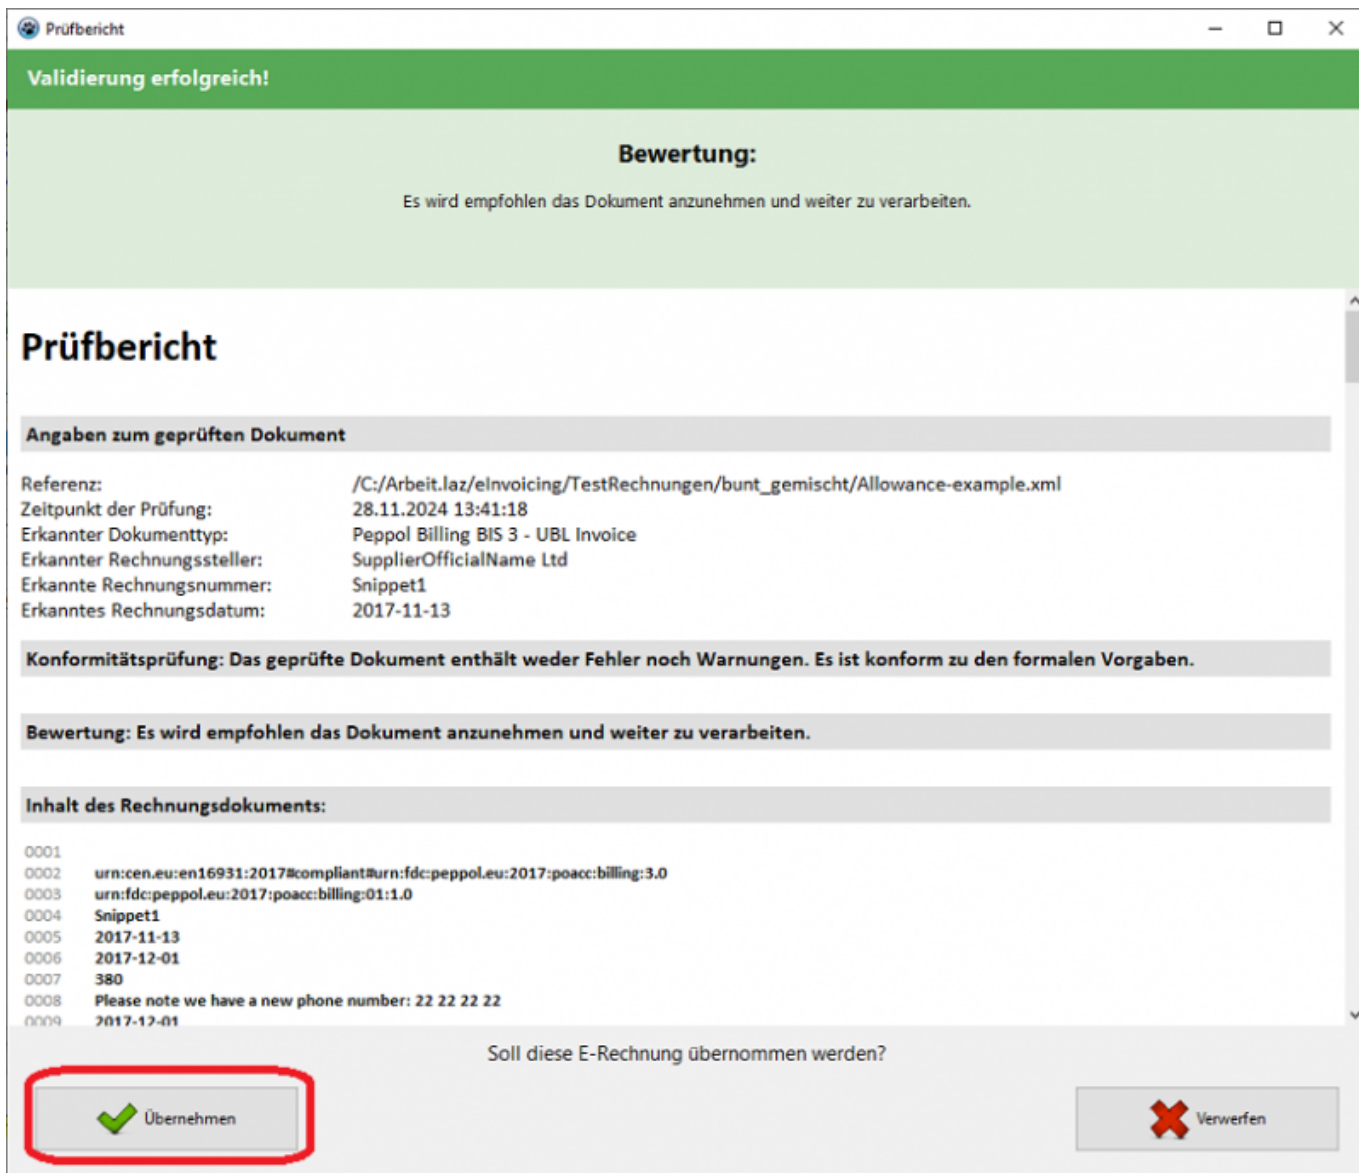 Prüfbericht
Validierung erfolgreich!
Bewertung:
Es wird empfohlen das Dokument anzunehmen und weiter zu verarbeiten.
Prüfbericht
Angaben zum geprüften Dokument
Referenz: /C:/Arbeit.laz/eInvoicing/TestRechnungen/bunt_gemischt/Allowance-example.xml
Zeitpunkt der Prüfung: 28.11.2024 13:41:18
Erkannter Dokumenttyp: Peppol Billing BIS 3 - UBL Invoice
Erkannter Rechnungssteller: SupplierOfficialName Ltd
Erkannte Rechnungsnummer: Snippet1
Erkanntes Rechnungsdatum: 2017-11-13
Konformitätsprüfung: Das geprüfte Dokument enthält weder Fehler noch Warnungen. Es ist konform zu den formalen Vorgaben.
Bewertung: Es wird empfohlen das Dokument anzunehmen und weiter zu verarbeiten.
Inhalt des Rechnungsdokuments:
0001
0002 urn:cen.eu:en16931:2017#compliant#urn:fdc:peppol.eu:2017:poacc:billing:3.0
0003 urn:fdc:peppol.eu:2017:poacc:billing:01:1.0
0004 Snippet1
0005 2017-11-13
0006 2017-12-01
0007 380
0008 Please note we have a new phone number: 22 22 22 22
0009 2017-12-01
Soll diese E-Rechnung übernommen werden?
Übernehmen
Verwerfen